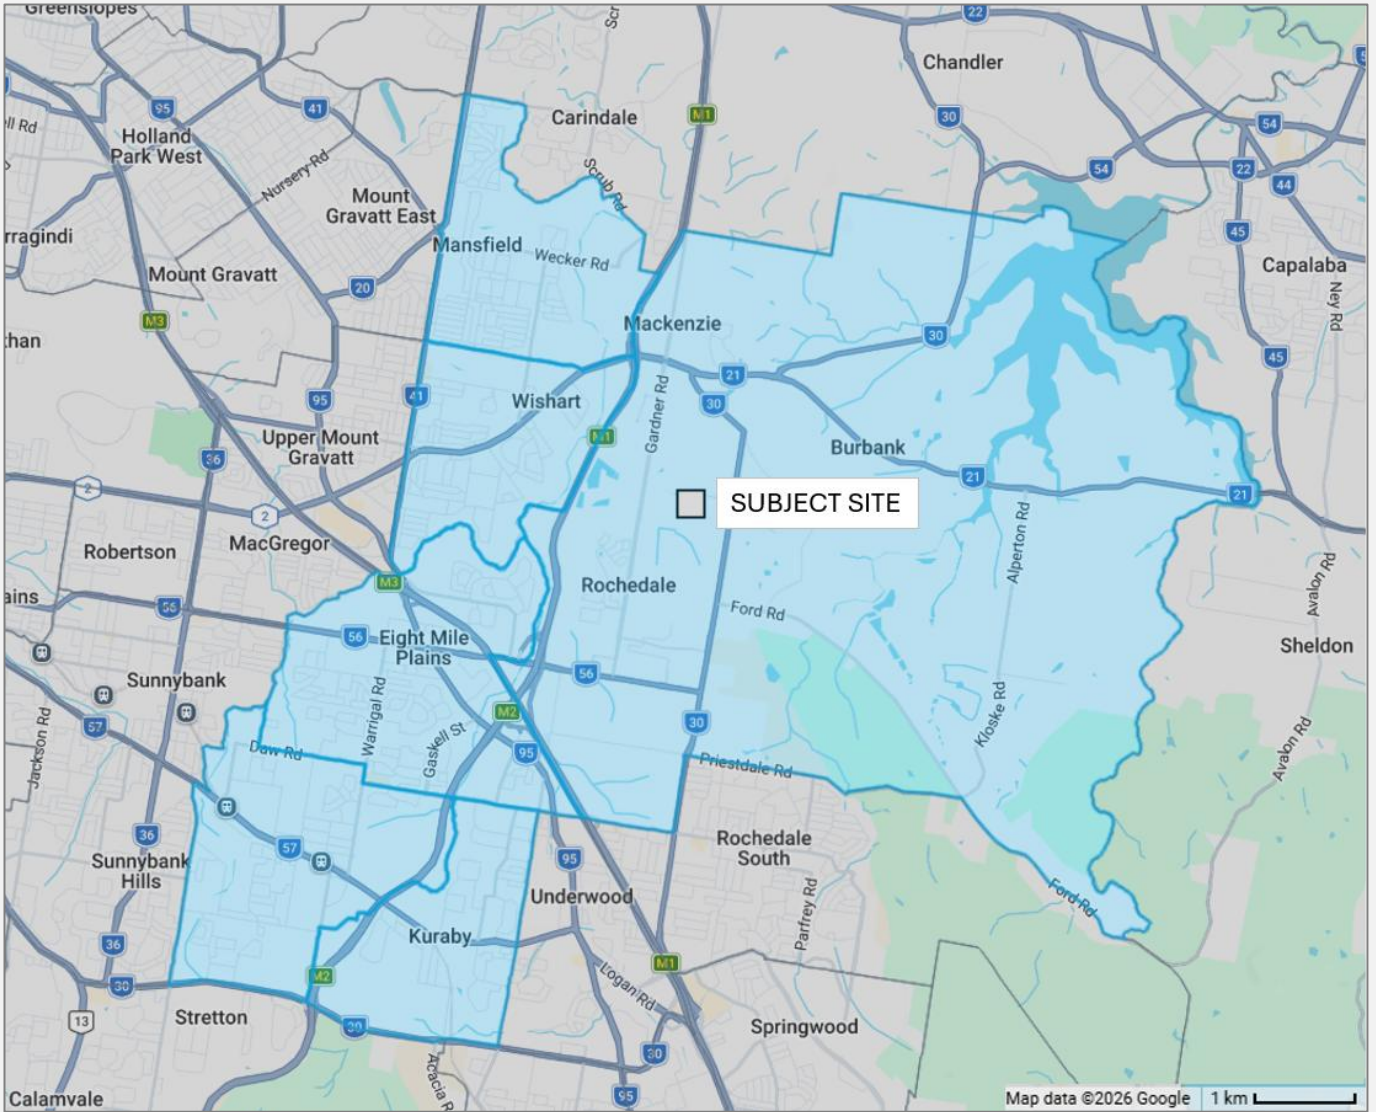 Greenslopes
Scr
22
Chandler
95
41
M1
30
54
Carindale
ll Rd
Holland
Park West
Nursery Rd
Scrub Rd
54
22
44
Mount
Gravatt East
rragindi
Mansfield
Wecker Rd
45
Capalaba
Mount Gravatt
20
Ney Rd
M3
Mackenzie
30
than
45
21
95
41
Wishart
30
Gardner Rd
Upper Mount
Gravatt
M1
Burbank
36
21
2
SUBJECT SITE
21
2
Robertson
MacGregor
Alperton Rd
M3
Rochedale
ains
56
Ford Rd
Avalon Rd
56
Eight Mile
Plains
Sheldon
Sunnybank
56
Warrigal Rd
Kloske Rd
M2
57
30
Jackson Rd
Gaskell St
Daw Rd
95
Priestdale Rd
Avalon Rd
36
57
Rochedale
South
Sunnybank
Hills
95
Underwood
Ford Rd
Parfrey Rd
36
Kuraby
M2
M1
30
Logan Rd
13
Stretton
30
Springwood
30
Acacia R
95
Calamvale
Map data ©2026 Google
1 km